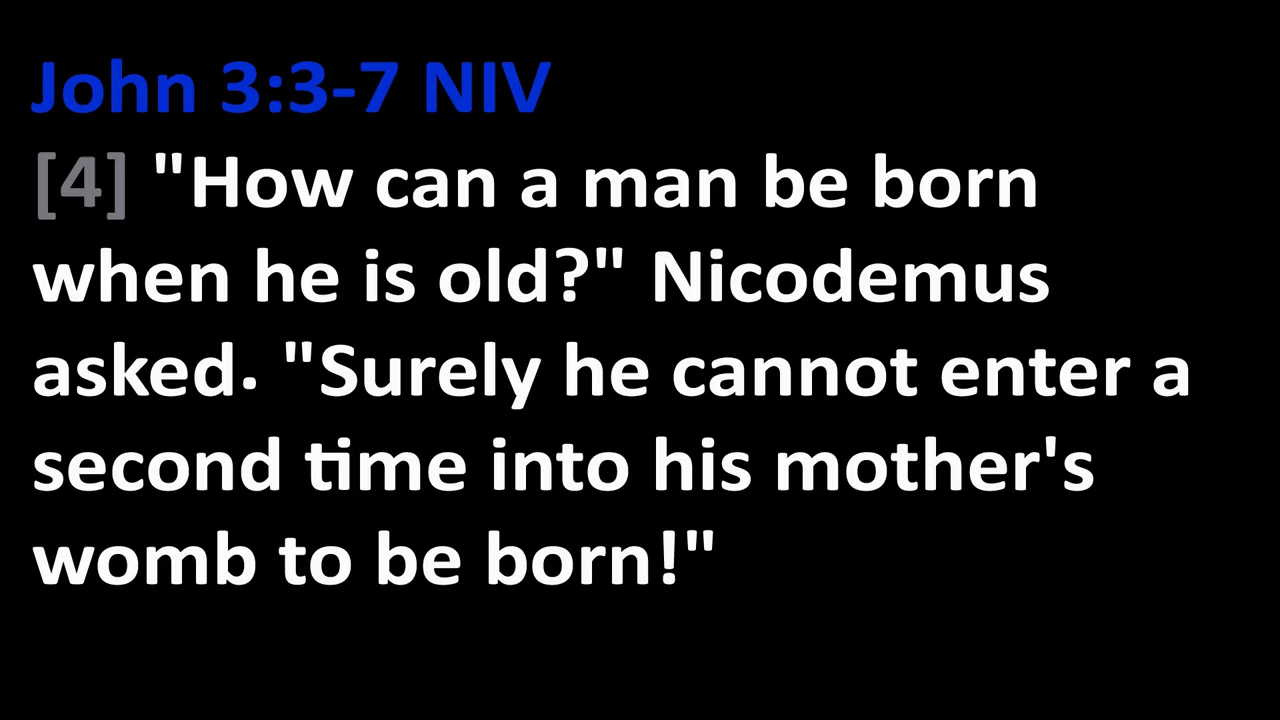 John 3:3-7 NIV
[4] "How can a man be born
when he is old?" Nicodemus
asked. "Surely he cannot enter a
second time into his mother's
womb to be born!"